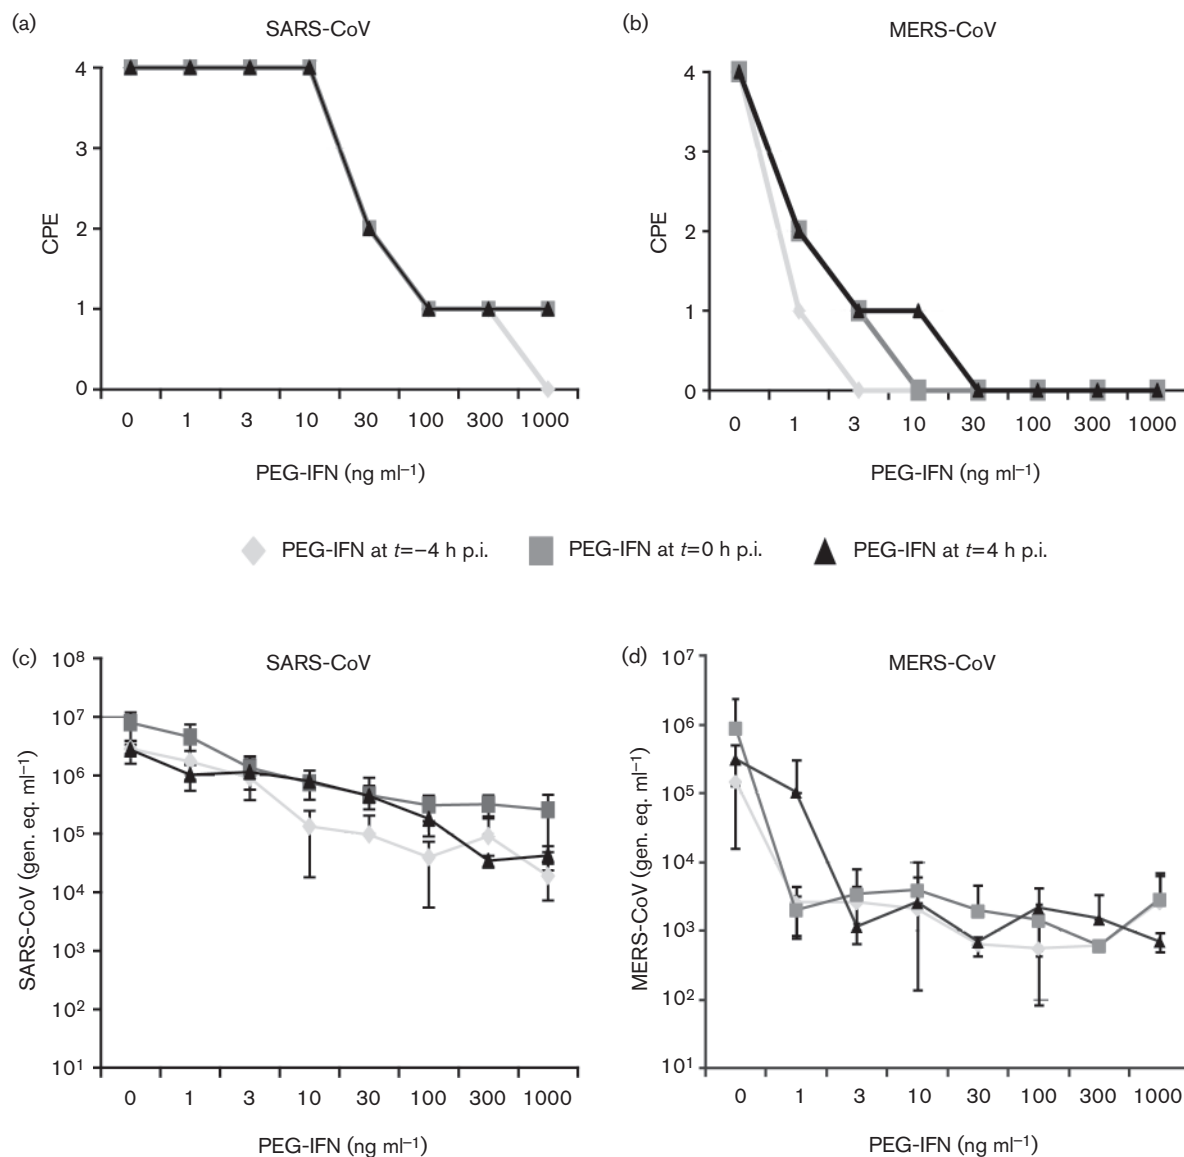 (a)
SARS-CoV
4
3
2
1
0
CPE
0 1 3 10 30 100 300 1000
PEG-IFN (ng ml⁻¹)
(b)
MERS-CoV
4
3
2
1
0
CPE
0 1 3 10 30 100 300 1000
PEG-IFN (ng ml⁻¹)
PEG-IFN at t=−4 h p.i.
PEG-IFN at t=0 h p.i.
PEG-IFN at t=4 h p.i.
(c)
SARS-CoV
10⁸
10⁷
10⁶
10⁵
10⁴
10³
10²
10¹
SARS-CoV (gen. eq. ml⁻¹)
0 1 3 10 30 100 300 1000
PEG-IFN (ng ml⁻¹)
(d)
MERS-CoV
10⁷
10⁶
10⁵
10⁴
10³
10²
10¹
MERS-CoV (gen. eq. ml⁻¹)
0 1 3 10 30 100 300 1000
PEG-IFN (ng ml⁻¹)